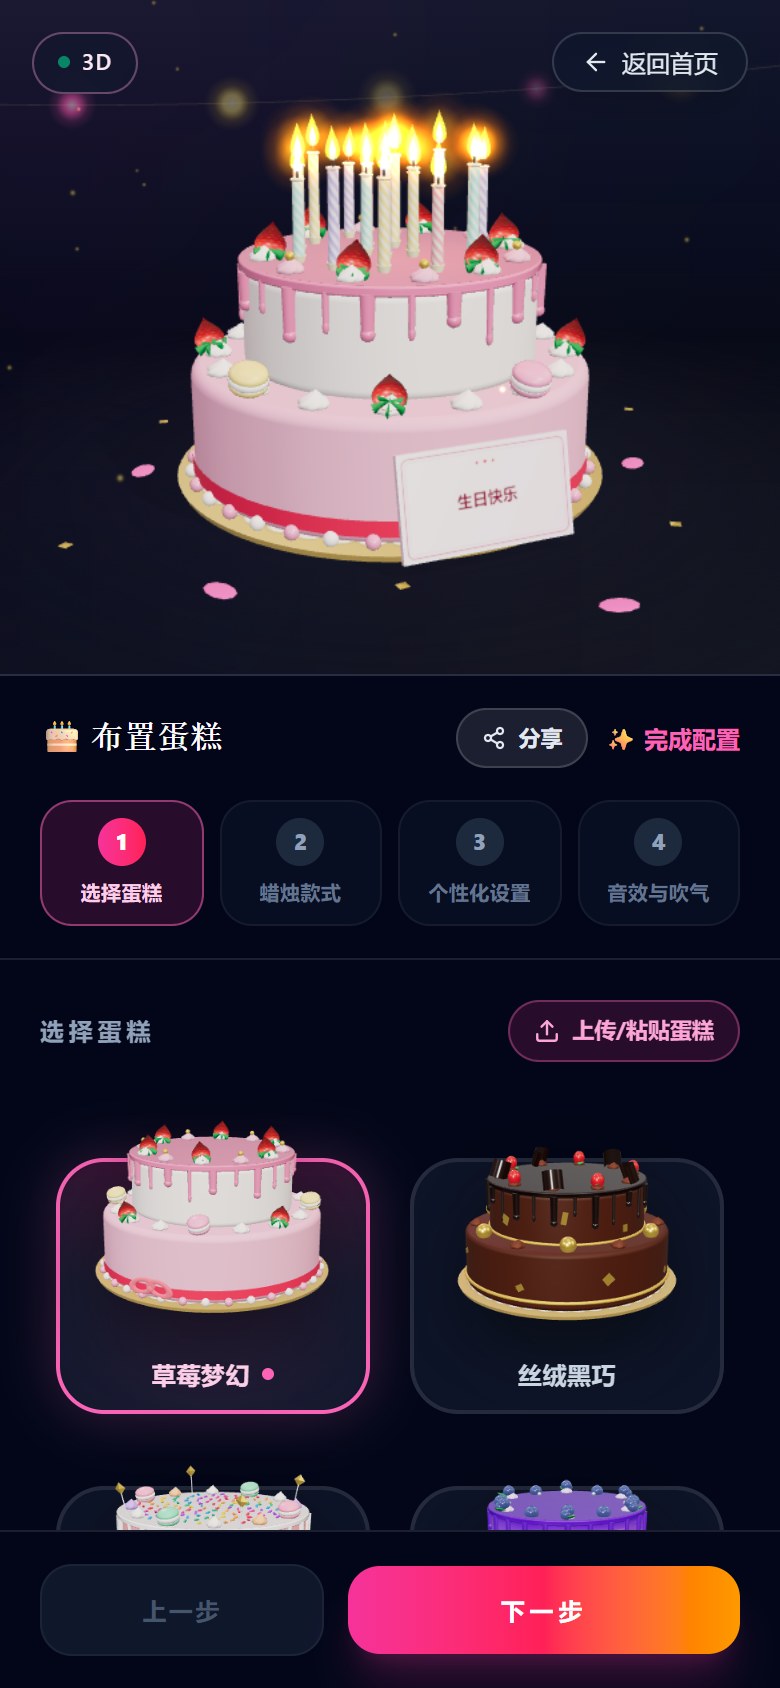 3D
返回首页
生日快乐
布置蛋糕
分享
完成配置
1
选择蛋糕
2
蜡烛款式
3
个性化设置
4
音效与吹气
选择蛋糕
上传/粘贴蛋糕
草莓梦幻
丝绒黑巧
上一步
下一步